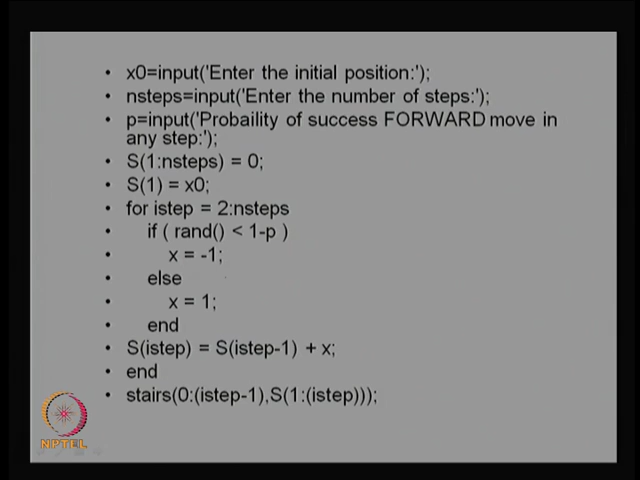 • x0=input('Enter the initial position:');
• nsteps=input('Enter the number of steps:');
• p=input('Probaility of success FORWARD move in
any step:');
• S(1:nsteps) = 0;
• S(1) = x0;
• for istep = 2:nsteps
• if ( rand() < 1-p )
• x = -1;
• else
• x = 1;
• end
• S(istep) = S(istep-1) + x;
• end
• stairs(0:(istep-1),S(1:(istep)));
NPTEL